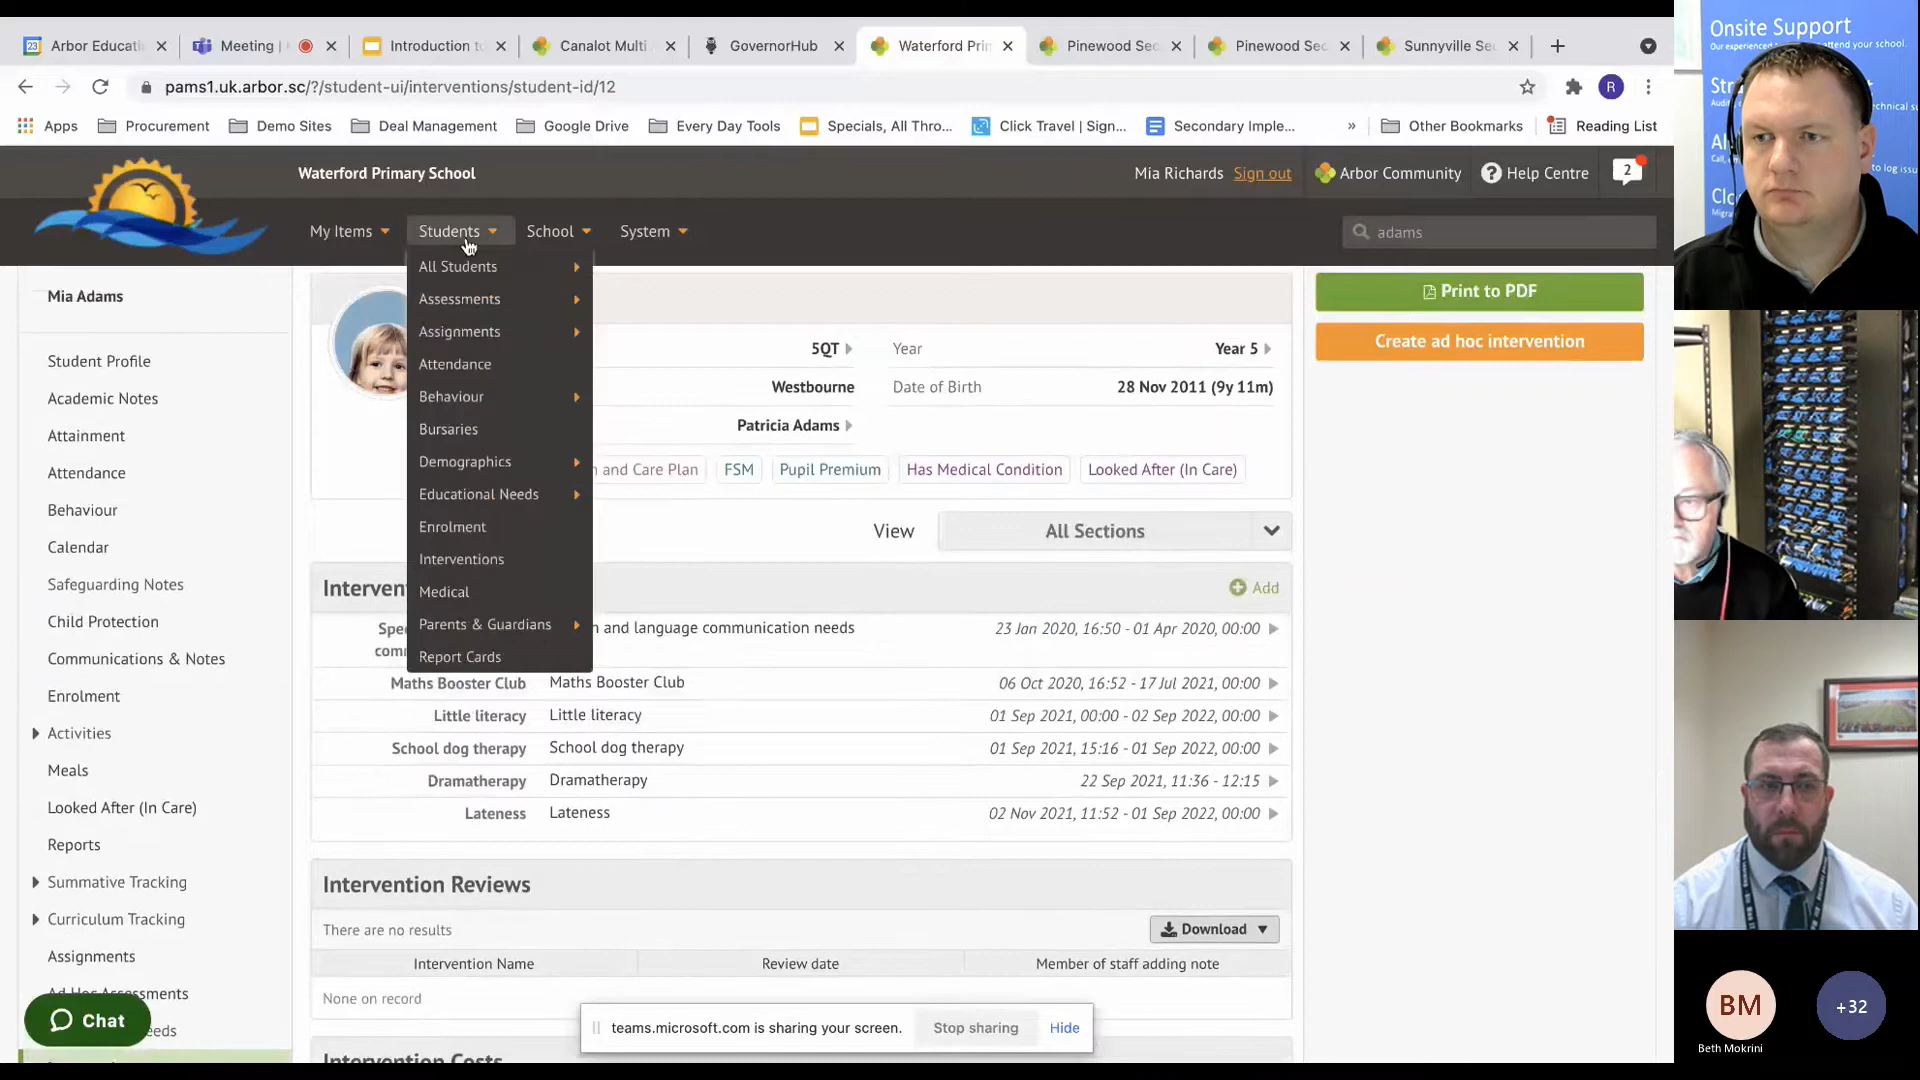 Arbor Educati
Meeting |
Introduction to
Canalot Multi A
GovernorHub
Waterford Prim
Pinewood Sec
Pinewood Sec
Sunnyville Sec
pams1.uk.arbor.sc/?/student-ui/interventions/student-id/12
R
Apps
Procurement
Demo Sites
Deal Management
Google Drive
Every Day Tools
Specials, All Thro...
Click Travel | Sign...
Secondary Imple...
»
Other Bookmarks
Reading List
Waterford Primary School
Mia Richards
Sign out
Arbor Community
Help Centre
2
My Items
Students
School
System
adams
Mia Adams
Student Profile
Academic Notes
Attainment
Attendance
Behaviour
Calendar
Safeguarding Notes
Child Protection
Communications & Notes
Enrolment
Activities
Meals
Looked After (In Care)
Reports
Summative Tracking
Curriculum Tracking
Assignments
Ad Hoc Assessments
eeds
Chat
All Students
Assessments
Assignments
Attendance
Behaviour
Bursaries
Demographics
Educational Needs
Enrolment
Interventions
Medical
Parents & Guardians
Report Cards
5QT
Year
Year 5
Westbourne
Date of Birth
28 Nov 2011 (9y 11m)
Patricia Adams
n and Care Plan
FSM
Pupil Premium
Has Medical Condition
Looked After (In Care)
View
All Sections
Interven
Add
Spee
n and language communication needs
23 Jan 2020, 16:50 - 01 Apr 2020, 00:00
comm
Maths Booster Club
Maths Booster Club
06 Oct 2020, 16:52 - 17 Jul 2021, 00:00
Little literacy
Little literacy
01 Sep 2021, 00:00 - 02 Sep 2022, 00:00
School dog therapy
School dog therapy
01 Sep 2021, 15:16 - 01 Sep 2022, 00:00
Dramatherapy
Dramatherapy
22 Sep 2021, 11:36 - 12:15
Lateness
Lateness
02 Nov 2021, 11:52 - 01 Sep 2022, 00:00
Intervention Reviews
There are no results
Download
Intervention Name
Review date
Member of staff adding note
None on record
Intervention Costs
teams.microsoft.com is sharing your screen.
Stop sharing
Hide
Print to PDF
Create ad hoc intervention
Onsite Support
BM
+32
Beth Mokrini